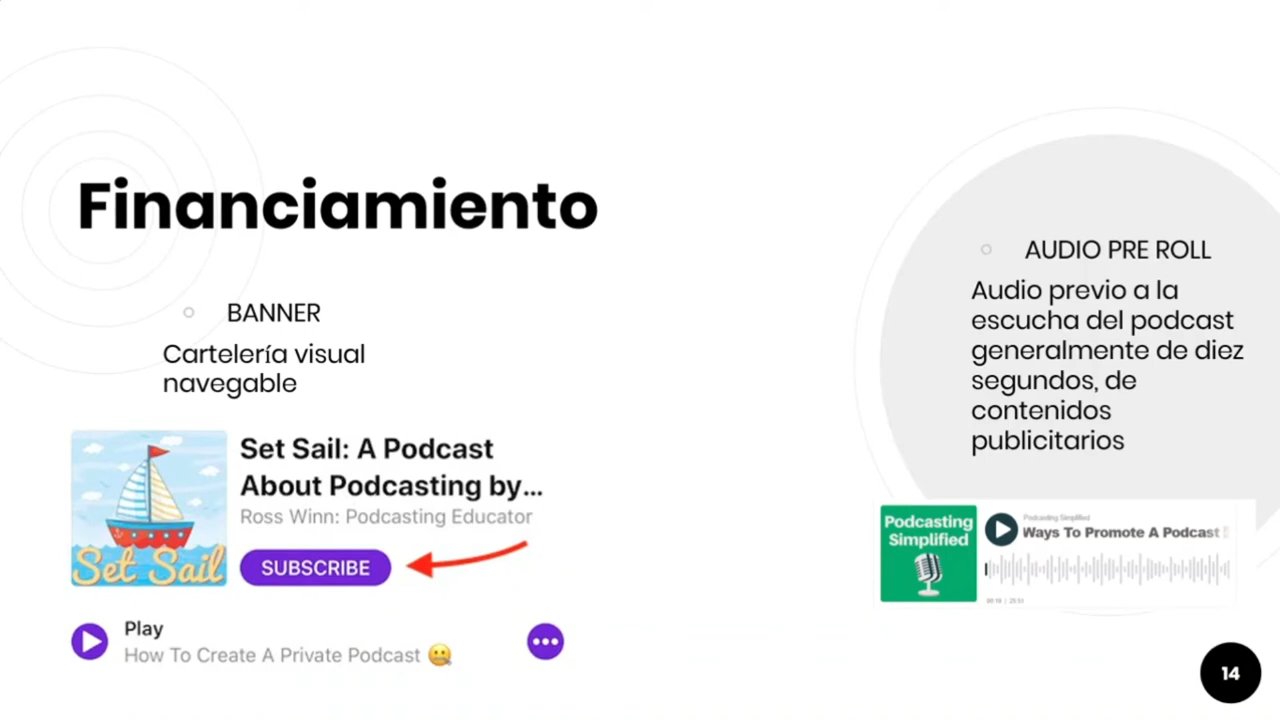 Financiamiento
BANNER
Cartelería visual
navegable
Set Sail
Set Sail: A Podcast
About Podcasting by...
Ross Winn: Podcasting Educator
SUBSCRIBE
Play
How To Create A Private Podcast 🤐
AUDIO PRE ROLL
Audio previo a la
escucha del podcast
generalmente de diez
segundos, de
contenidos
publicitarios
Podcasting
Simplified
Podcasting Simplified
Ways To Promote A Podcast
14